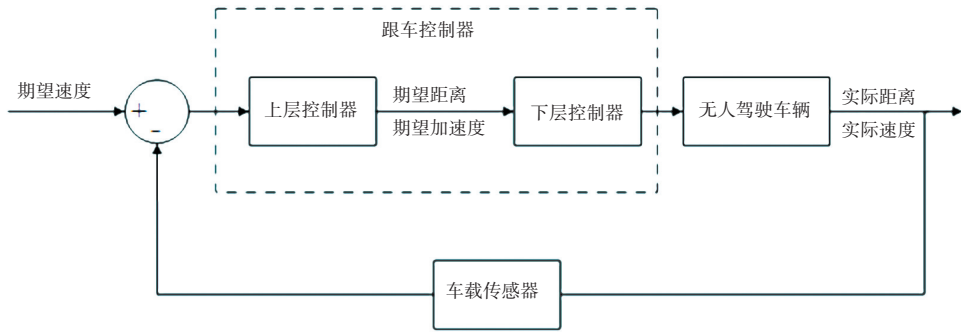 跟车控制器
期望速度
+
-
上层控制器
期望距离
期望加速度
下层控制器
无人驾驶车辆
实际距离
实际速度
车载传感器